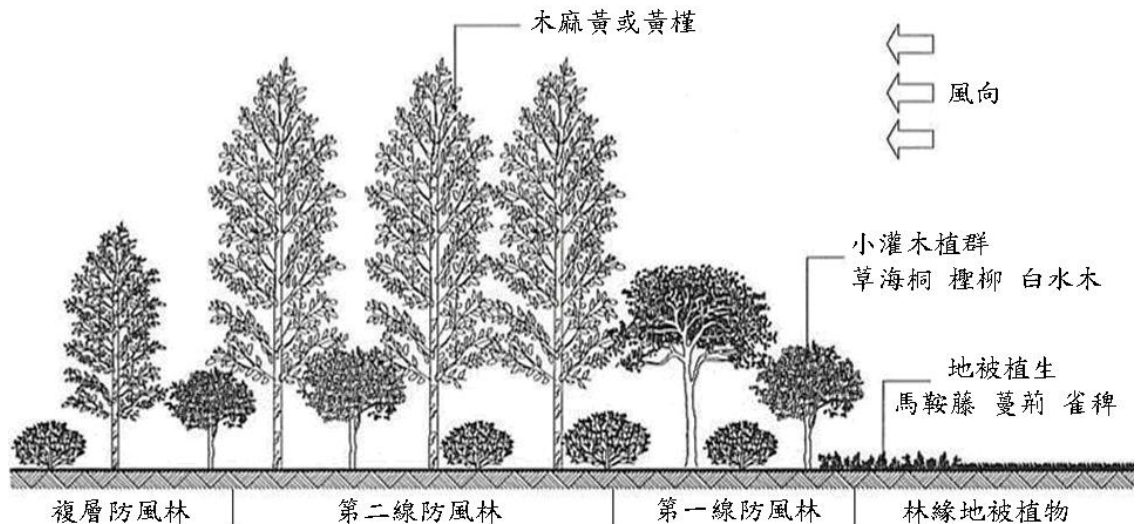 木麻黃或黃槿
風向
小灌木植群
草海桐 檉柳 白水木
地被植生
馬鞍藤 蔓荊 雀稗
複層防風林
第二線防風林
第一線防風林
林緣地被植物